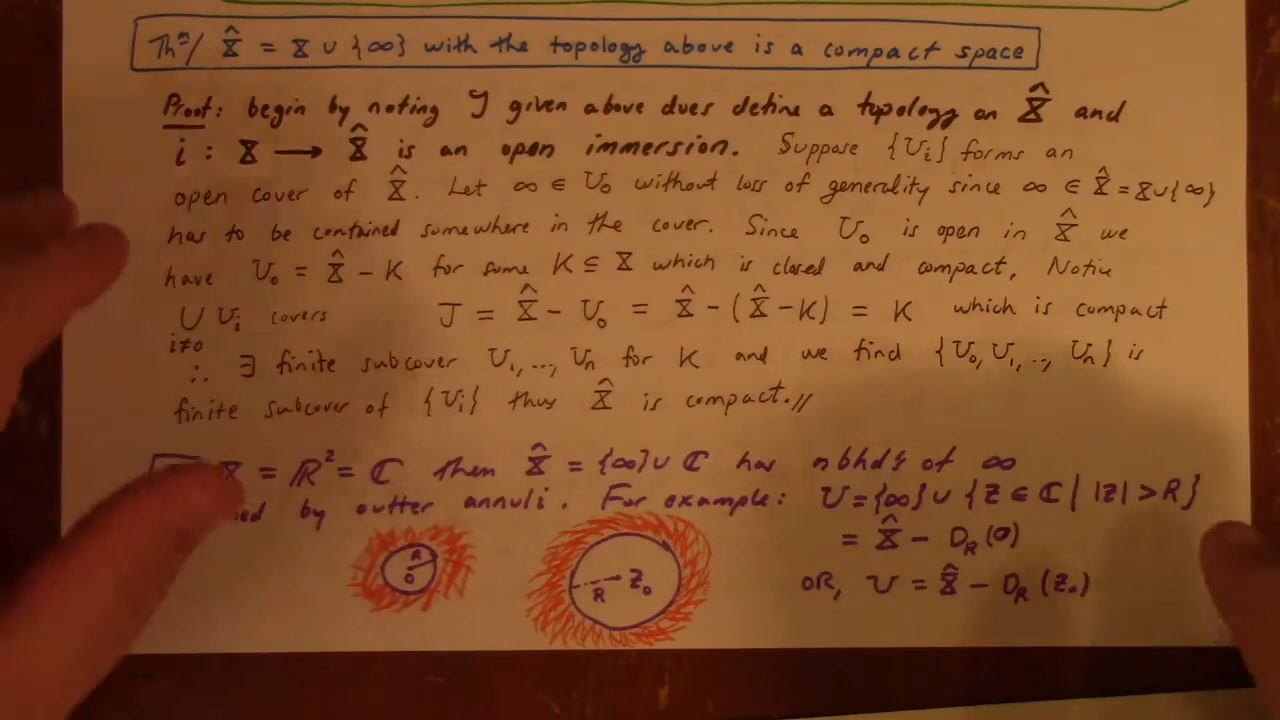 Thm/ X̂ = X ∪ {∞} with the topology above is a compact space
Proof: begin by noting 𝒯 given above does define a topology on X̂ and
i : X ⟶ X̂ is an open immersion. Suppose {Uᵢ} forms an
open cover of X̂. Let ∞ ∈ U₀ without loss of generality since ∞ ∈ X̂ = X∪{∞}
has to be contained somewhere in the cover. Since U₀ is open in X̂ we
have U₀ = X̂ − K for some K ⊆ X which is closed and compact. Notice
∪ Uᵢ covers J = X̂ − U₀ = X̂ − (X̂ − K) = K which is compact
i≠0
∴ ∃ finite subcover U₁, ..., Uₙ for K and we find {U₀, U₁, .., Uₙ} is
finite subcover of {Uᵢ} thus X̂ is compact.//
X = ℝ² = ℂ then X̂ = {∞} ∪ ℂ has nbhds of ∞
by outter annuli. For example: U = {∞} ∪ {z ∈ ℂ | |z| > R}
= X̂ − D_R(0)
OR, U = X̂ − D_R(z₀)
R
0
R
z₀